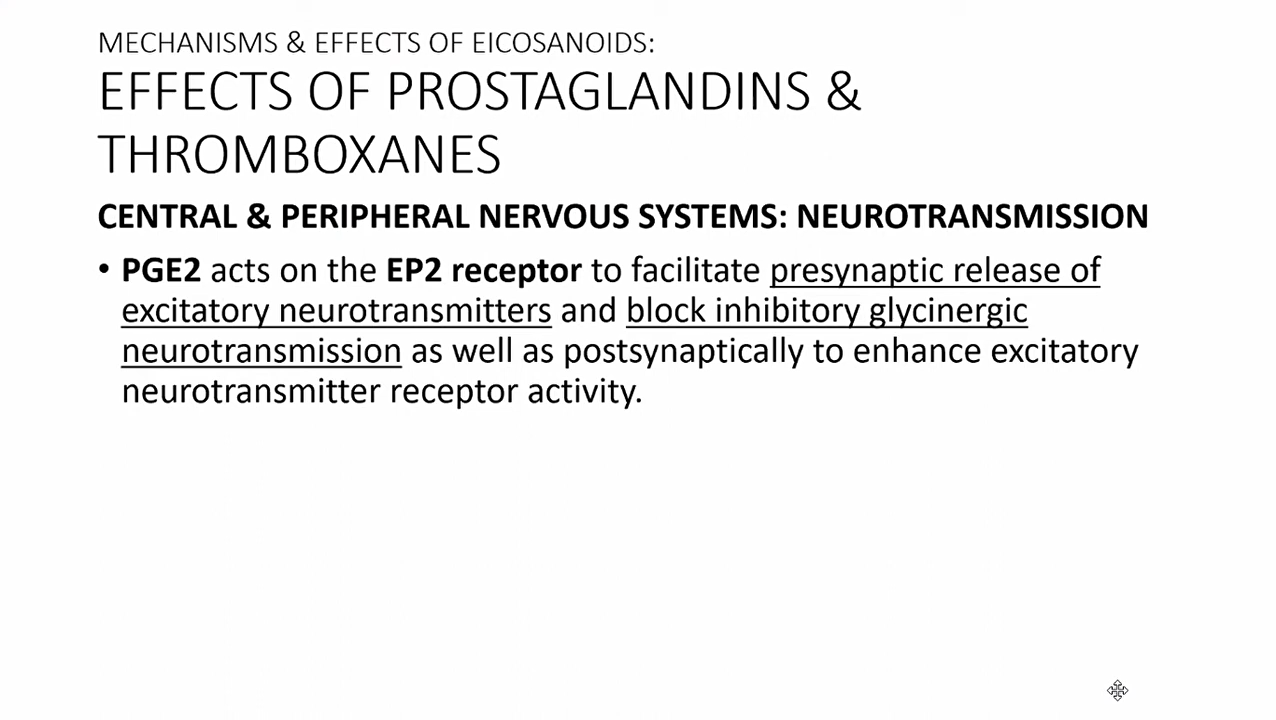 MECHANISMS & EFFECTS OF EICOSANOIDS:
EFFECTS OF PROSTAGLANDINS &
THROMBOXANES
CENTRAL & PERIPHERAL NERVOUS SYSTEMS: NEUROTRANSMISSION
• PGE2 acts on the EP2 receptor to facilitate presynaptic release of
excitatory neurotransmitters and block inhibitory glycinergic
neurotransmission as well as postsynaptically to enhance excitatory
neurotransmitter receptor activity.